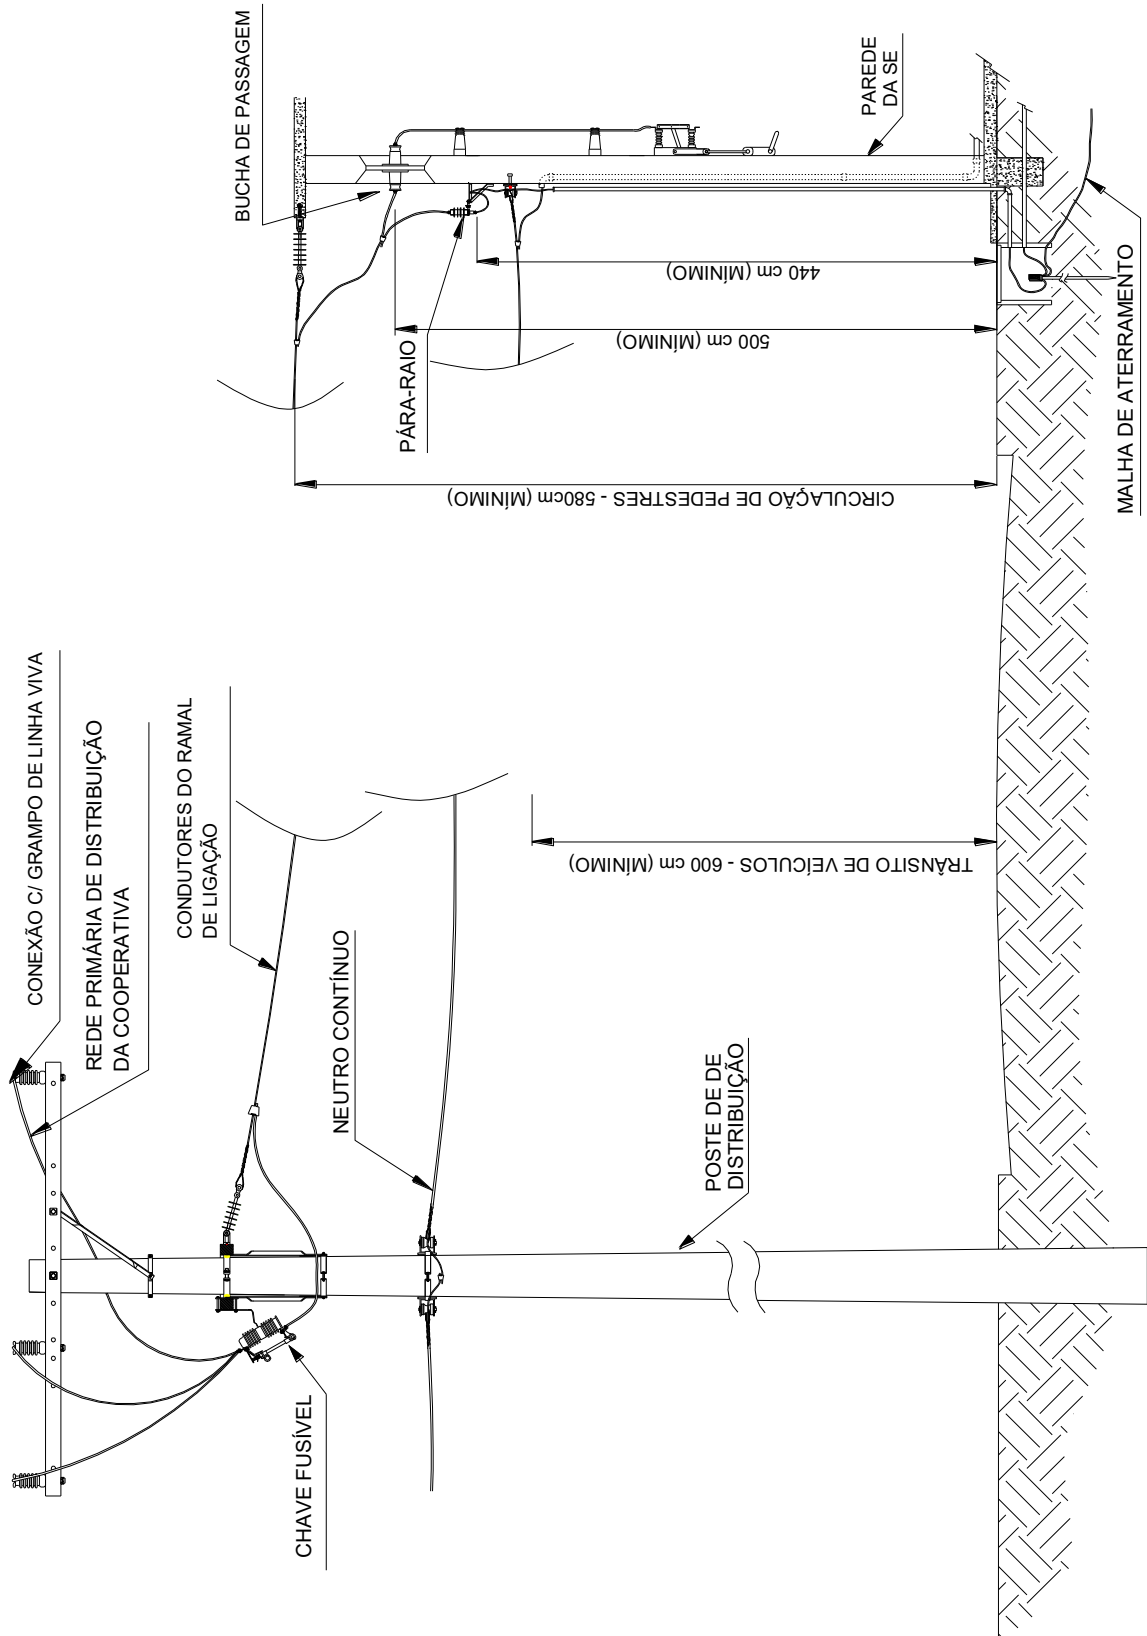 CONEXÃO C/ GRAMPO DE LINHA VIVA
REDE PRIMÁRIA DE DISTRIBUIÇÃO
DA COOPERATIVA
CONDUTORES DO RAMAL
DE LIGAÇÃO
NEUTRO CONTÍNUO
CHAVE FUSÍVEL
POSTE DE DE
DISTRIBUIÇÃO
TRÂNSITO DE VEÍCULOS - 600 cm (MÍNIMO)
BUCHA DE PASSAGEM
PÁRA-RAIO
CIRCULAÇÃO DE PEDESTRES - 580cm (MÍNIMO)
500 cm (MÍNIMO)
440 cm (MÍNIMO)
PAREDE
DA SE
MALHA DE ATERRAMENTO